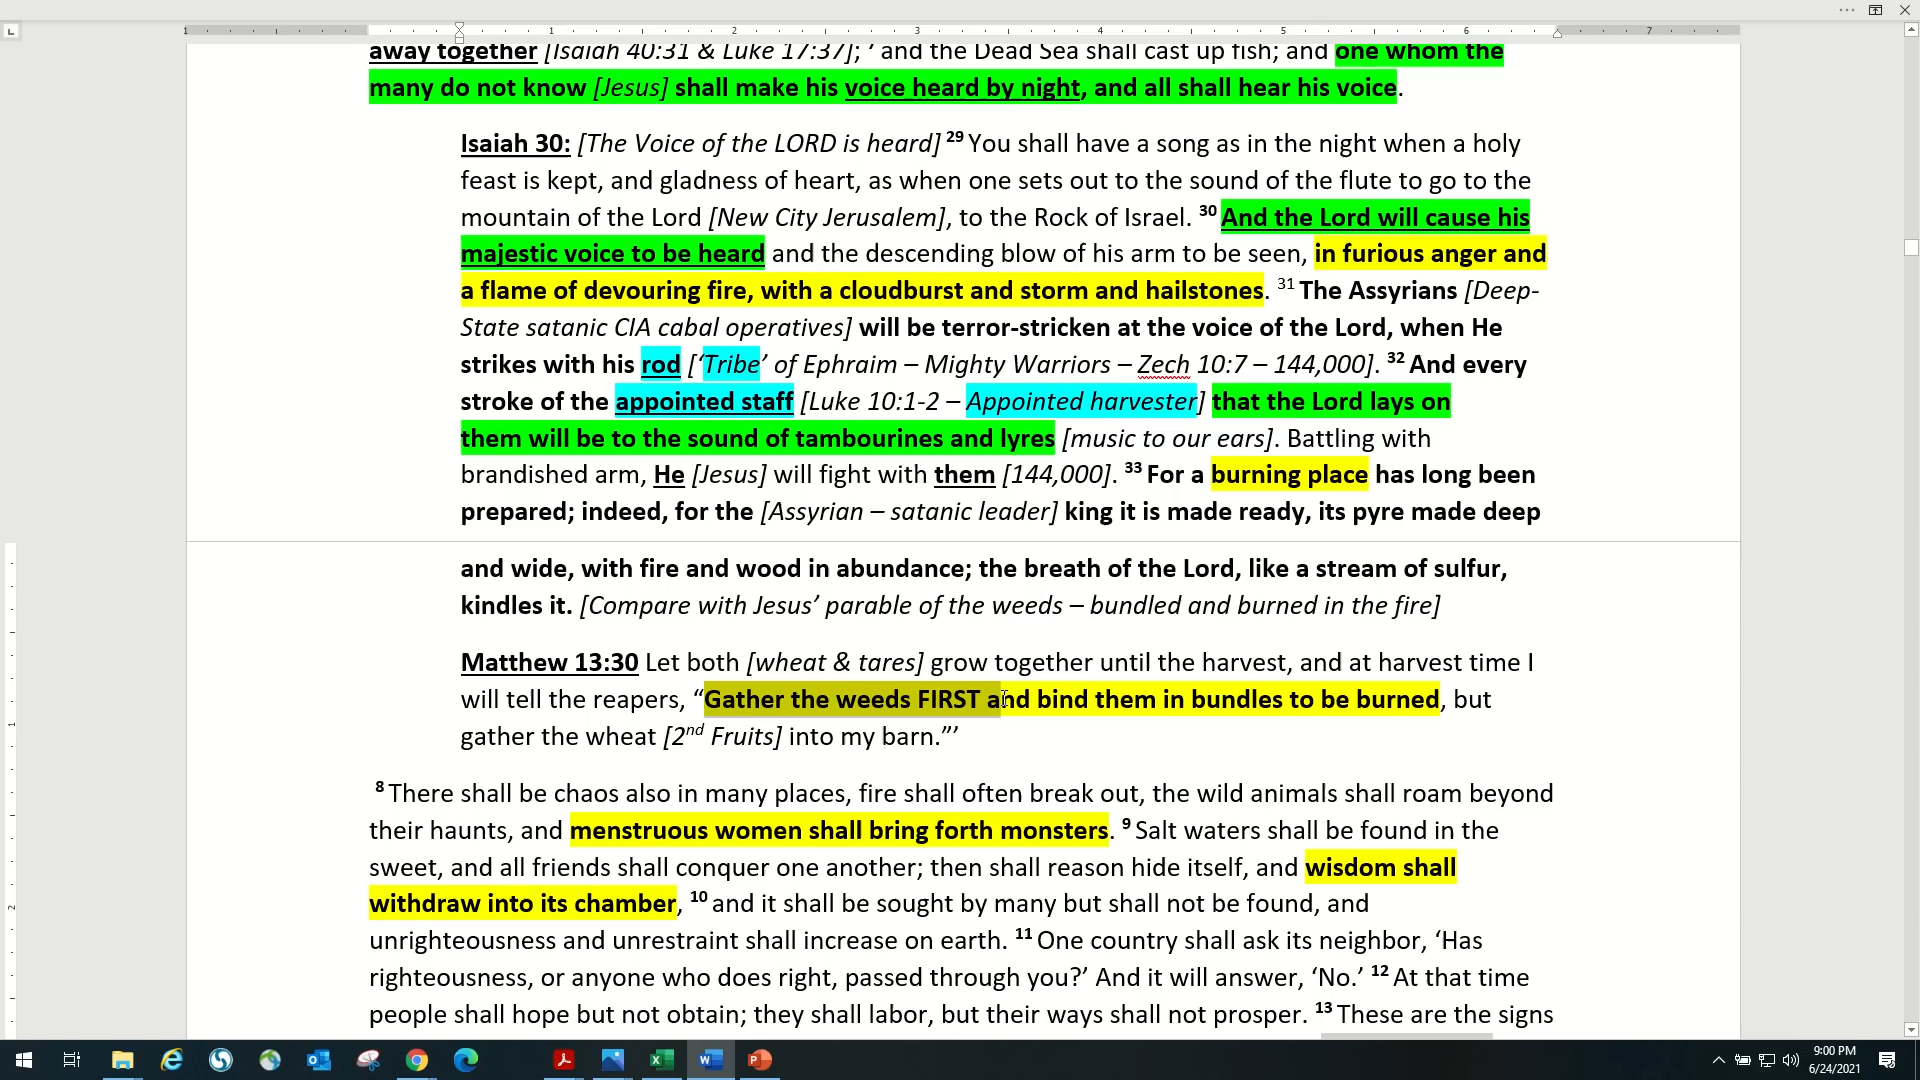 away together [Isaiah 40:31 & Luke 17:37]; ’ and the Dead Sea shall cast up fish; and one whom the
many do not know [Jesus] shall make his voice heard by night, and all shall hear his voice.
Isaiah 30: [The Voice of the LORD is heard] 29 You shall have a song as in the night when a holy
feast is kept, and gladness of heart, as when one sets out to the sound of the flute to go to the
mountain of the Lord [New City Jerusalem], to the Rock of Israel. 30 And the Lord will cause his
majestic voice to be heard and the descending blow of his arm to be seen, in furious anger and
a flame of devouring fire, with a cloudburst and storm and hailstones. 31 The Assyrians [Deep-
State satanic CIA cabal operatives] will be terror-stricken at the voice of the Lord, when He
strikes with his rod [‘Tribe’ of Ephraim – Mighty Warriors – Zech 10:7 – 144,000]. 32 And every
stroke of the appointed staff [Luke 10:1-2 – Appointed harvester] that the Lord lays on
them will be to the sound of tambourines and lyres [music to our ears]. Battling with
brandished arm, He [Jesus] will fight with them [144,000]. 33 For a burning place has long been
prepared; indeed, for the [Assyrian – satanic leader] king it is made ready, its pyre made deep
and wide, with fire and wood in abundance; the breath of the Lord, like a stream of sulfur,
kindles it. [Compare with Jesus’ parable of the weeds – bundled and burned in the fire]
Matthew 13:30 Let both [wheat & tares] grow together until the harvest, and at harvest time I
will tell the reapers, “Gather the weeds FIRST and bind them in bundles to be burned, but
gather the wheat [2nd Fruits] into my barn.”’
8 There shall be chaos also in many places, fire shall often break out, the wild animals shall roam beyond
their haunts, and menstruous women shall bring forth monsters. 9 Salt waters shall be found in the
sweet, and all friends shall conquer one another; then shall reason hide itself, and wisdom shall
withdraw into its chamber, 10 and it shall be sought by many but shall not be found, and
unrighteousness and unrestraint shall increase on earth. 11 One country shall ask its neighbor, ‘Has
righteousness, or anyone who does right, passed through you?’ And it will answer, ‘No.’ 12 At that time
people shall hope but not obtain; they shall labor, but their ways shall not prosper. 13 These are the signs
9:00 PM
6/24/2021